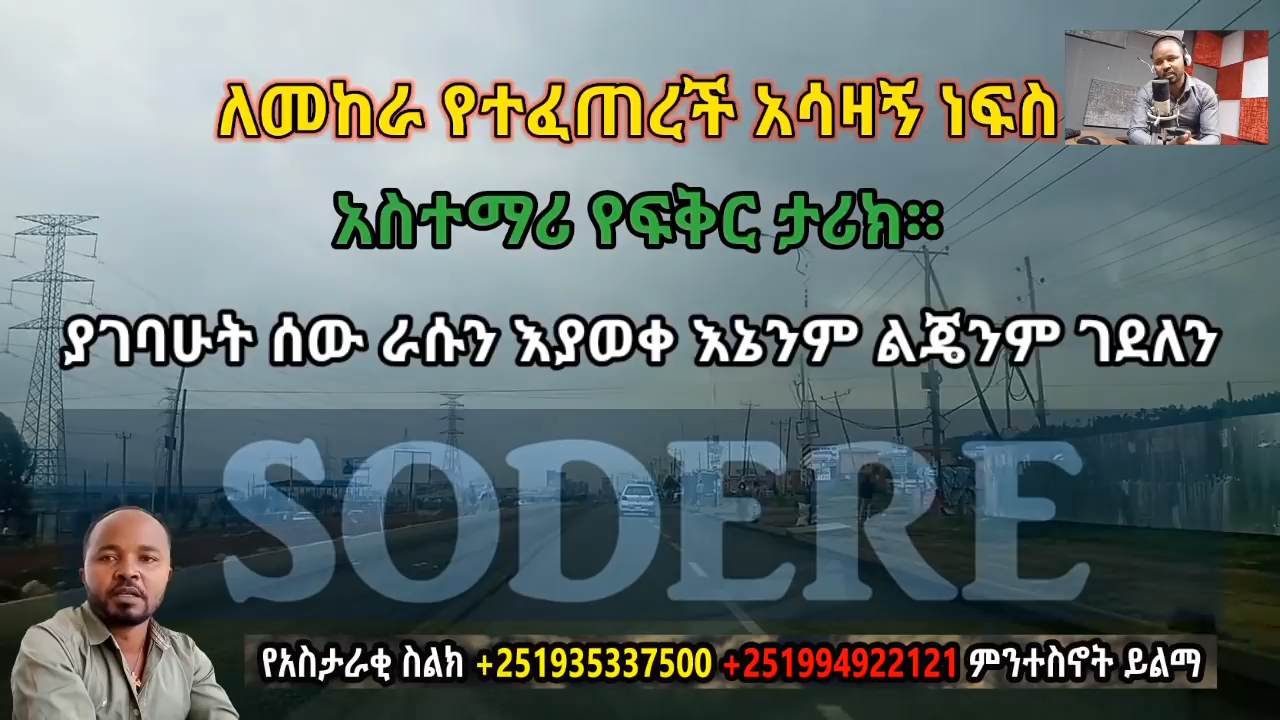 ለመከራ የተፈጠረች አሳዛኝ ነፍስ
አስተማሪ የፍቅር ታሪክ።
ያገባሁት ሰው ራሱን እያወቀ እኔንም ልጄንም ገደለን
SODERE
የአስታራቂ ስልክ +251935337500 +251994922121 ምንተስኖት ይልማ